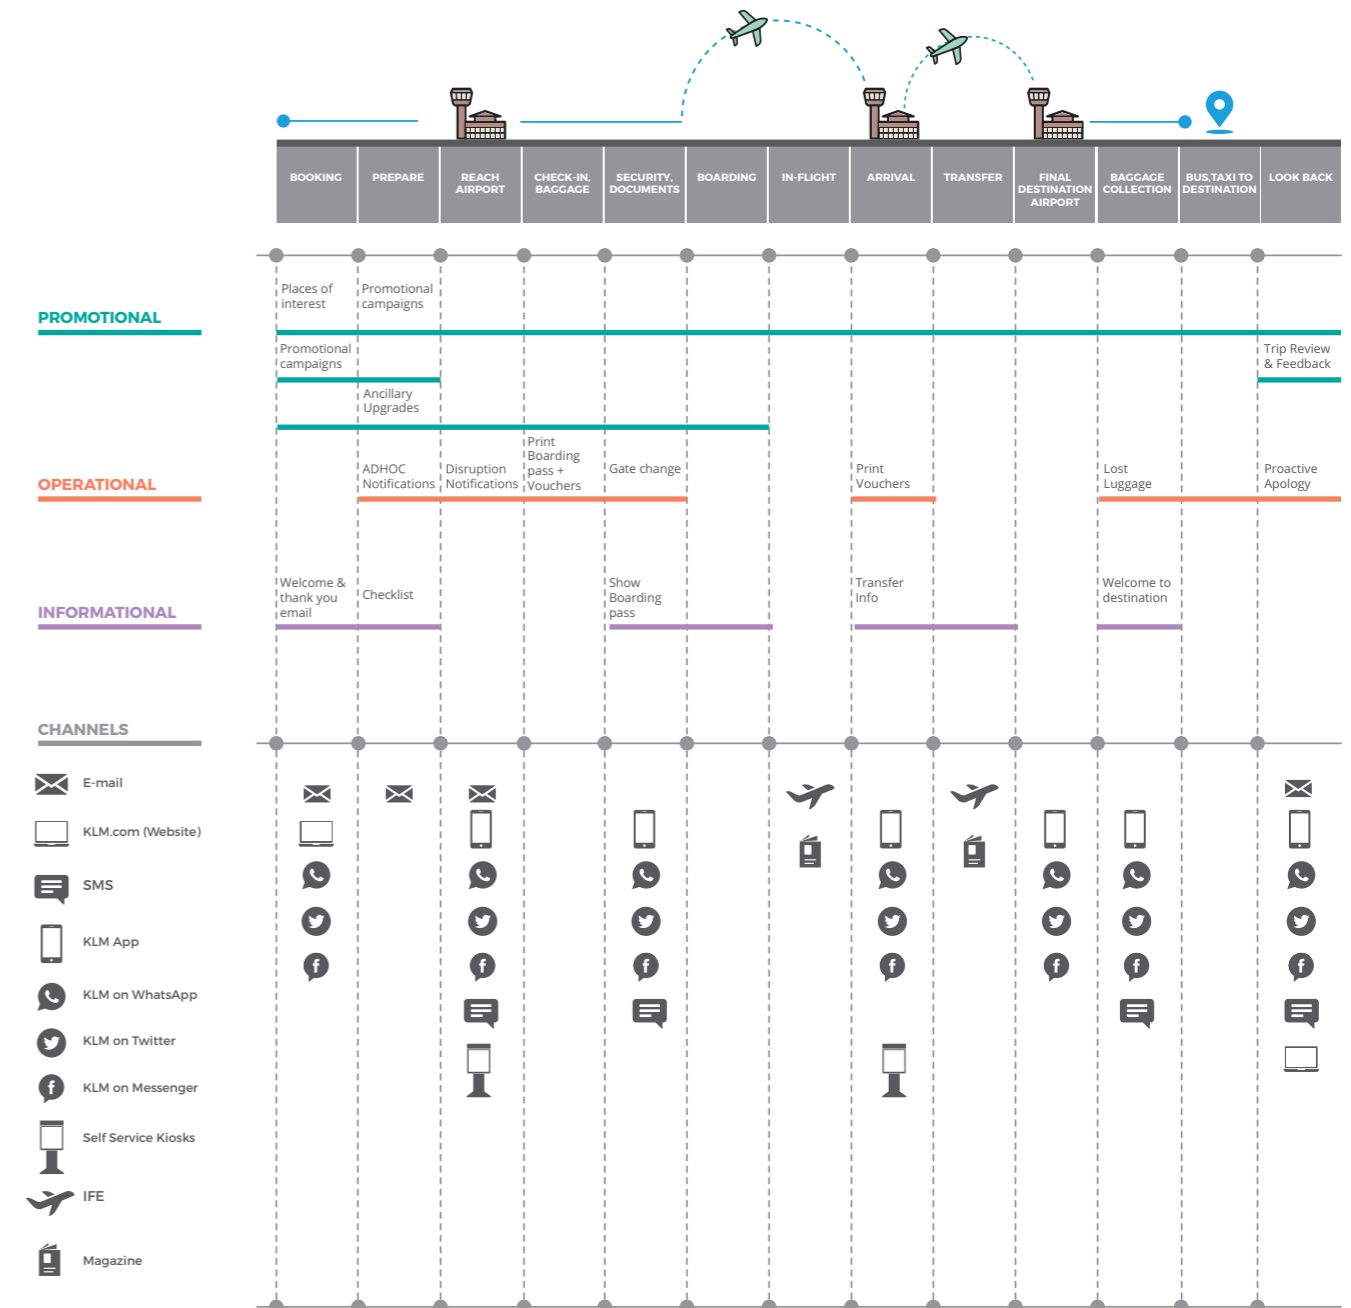 BOOKING
PREPARE
REACH
AIRPORT
CHECK-IN,
BAGGAGE
SECURITY,
DOCUMENTS
BOARDING
IN-FLIGHT
ARRIVAL
TRANSFER
FINAL
DESTINATION
AIRPORT
BAGGAGE
COLLECTION
BUS,TAXI TO
DESTINATION
LOOK BACK
PROMOTIONAL
Places of
interest
Promotional
campaigns
Promotional
campaigns
Trip Review
& Feedback
Ancillary
Upgrades
OPERATIONAL
ADHOC
Notifications
Disruption
Notifications
Print
Boarding
pass +
Vouchers
Gate change
Print
Vouchers
Lost
Luggage
Proactive
Apology
INFORMATIONAL
Welcome &
thank you
email
Checklist
Show
Boarding
pass
Transfer
Info
Welcome to
destination
CHANNELS
E-mail
KLM.com (Website)
SMS
KLM App
KLM on WhatsApp
KLM on Twitter
KLM on Messenger
Self Service Kiosks
IFE
Magazine